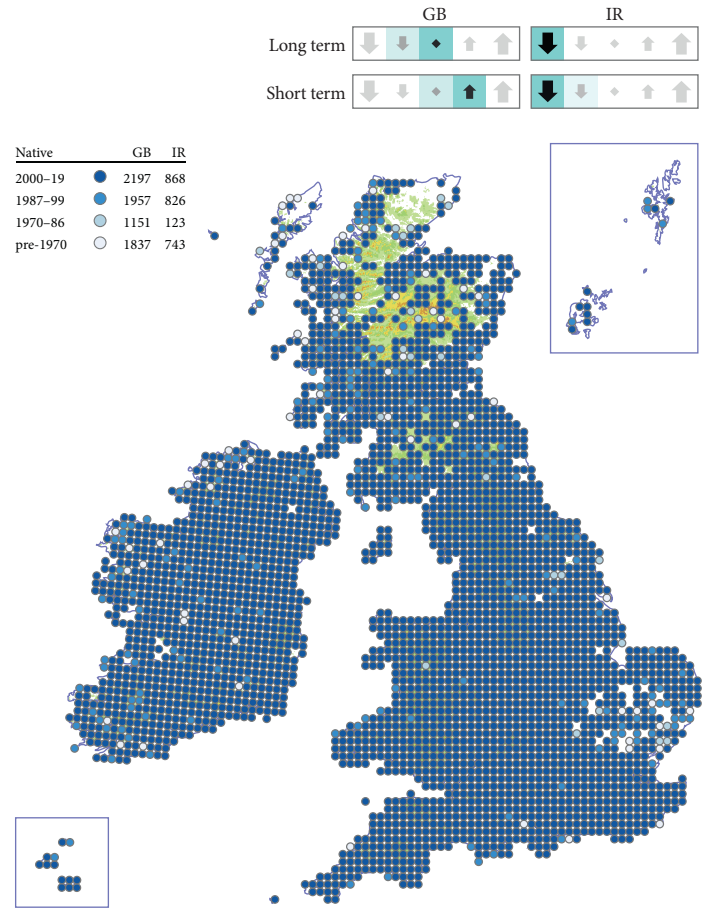 GB IR
Long term
Short term
Native GB IR
2000–19 2197 868
1987–99 1957 826
1970–86 1151 123
pre-1970 1837 743